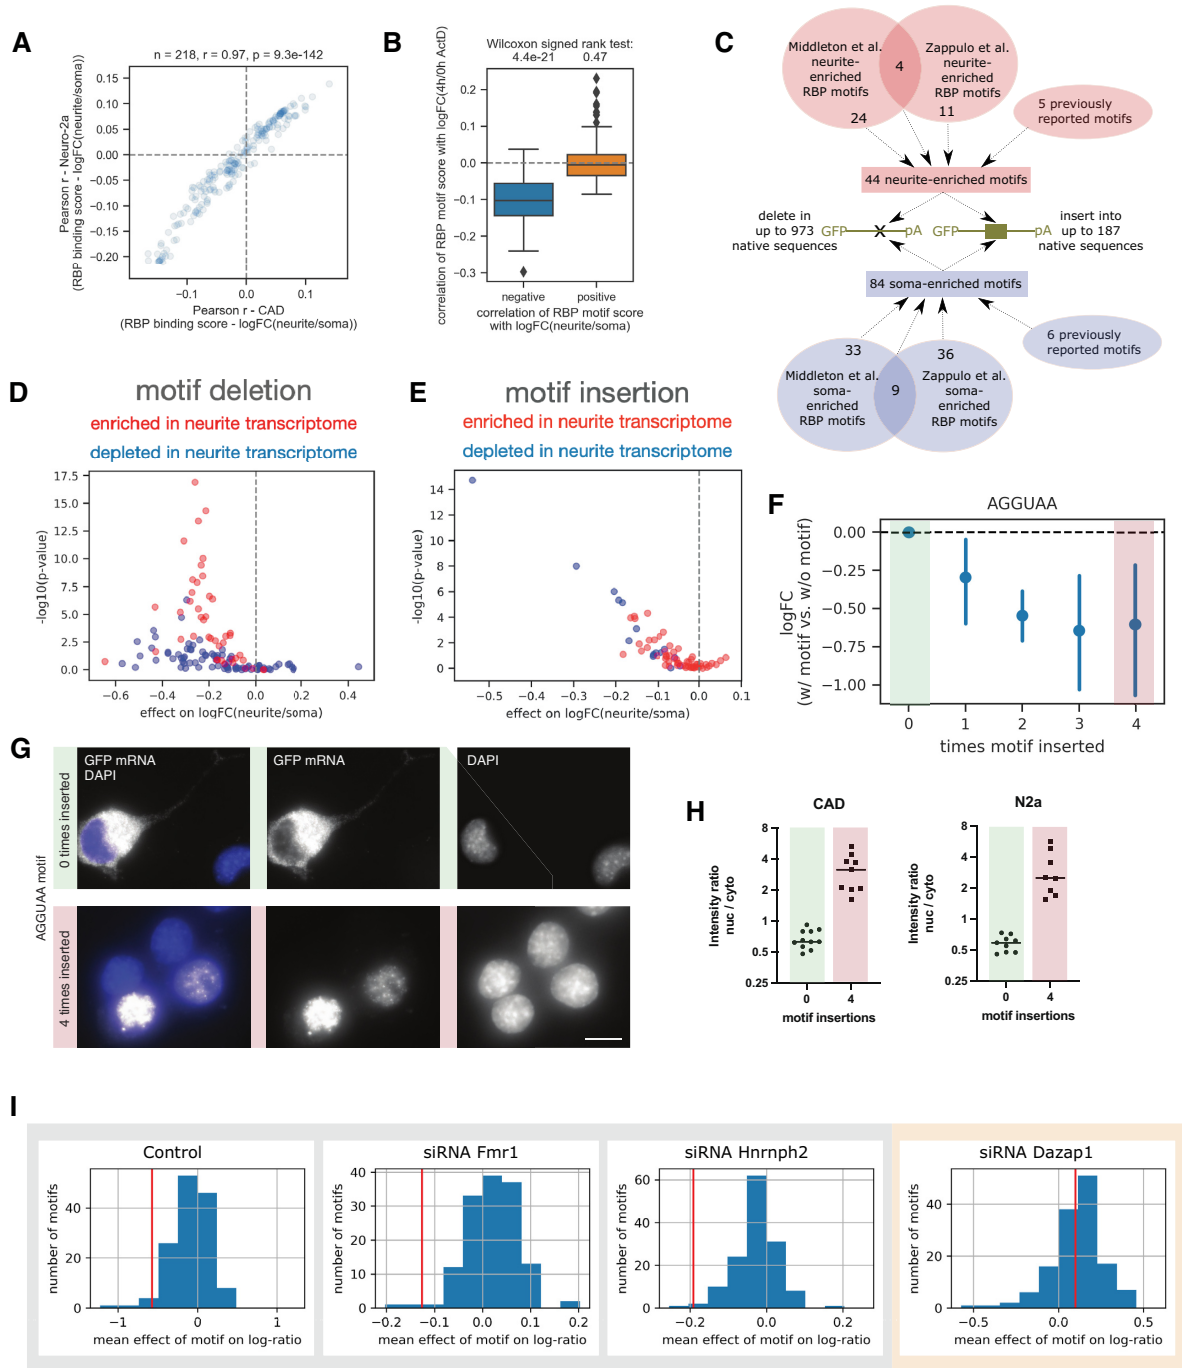 A
n = 218, r = 0.97, p = 9.3e-142
Pearson r - Neuro-2a
(RBP binding score - logFC(neurite/soma))
0.15
0.10
0.05
0.00
−0.05
−0.10
−0.15
−0.20
−0.1
0.0
0.1
Pearson r - CAD
(RBP binding score - logFC(neurite/soma))
B
Wilcoxon signed rank test:
4.4e-21
0.47
correlation of RBP motif score with logFC(4h/0h ActD)
0.2
0.1
0.0
−0.1
−0.2
−0.3
negative
positive
correlation of RBP motif score
with logFC(neurite/soma)
C
Middleton et al.
neurite-
enriched
RBP motifs
24
4
Zappulo et al.
neurite-
enriched
RBP motifs
11
5 previously
reported motifs
44 neurite-enriched motifs
delete in
up to 973
native sequences
GFP
X
pA
GFP
pA
insert into
up to 187
native sequences
84 soma-enriched motifs
6 previously
reported motifs
33
Middleton et al.
soma-
enriched
RBP motifs
9
36
Zappulo et al.
soma-
enriched
RBP motifs
D
motif deletion
enriched in neurite transcriptome
depleted in neurite transcriptome
-log10(p-value)
17.5
15.0
12.5
10.0
7.5
5.0
2.5
0.0
−0.6
−0.4
−0.2
0.0
0.2
0.4
effect on logFC(neurite/soma)
E
motif insertion
enriched in neurite transcriptome
depleted in neurite transcriptome
-log10(p-value)
14
12
10
8
6
4
2
0
−0.5
−0.4
−0.3
−0.2
−0.1
0.0
0.1
effect on logFC(neurite/soma)
F
AGGUAA
logFC
(w/ motif vs. w/o motif)
0.00
−0.25
−0.50
−0.75
−1.00
0
1
2
3
4
times motif inserted
G
AGGUAA motif
0 times inserted
GFP mRNA
DAPI
GFP mRNA
DAPI
4 times inserted
H
CAD
Intensity ratio
nuc / cyto
8
4
2
1
0.5
0.25
0
4
motif insertions
N2a
Intensity ratio
nuc / cyto
8
4
2
1
0.5
0.25
0
4
motif insertions
I
Control
number of motifs
40
20
0
−1
0
1
mean effect of motif on log-ratio
siRNA Fmr1
number of motifs
40
30
20
10
0
−0.2
−0.1
0.0
0.1
0.2
mean effect of motif on log-ratio
siRNA Hnrnph2
number of motifs
60
40
20
0
−0.2
0.0
0.2
mean effect of motif on log-ratio
siRNA Dazap1
number of motifs
40
20
0
−0.5
0.0
0.5
mean effect of motif on log-ratio